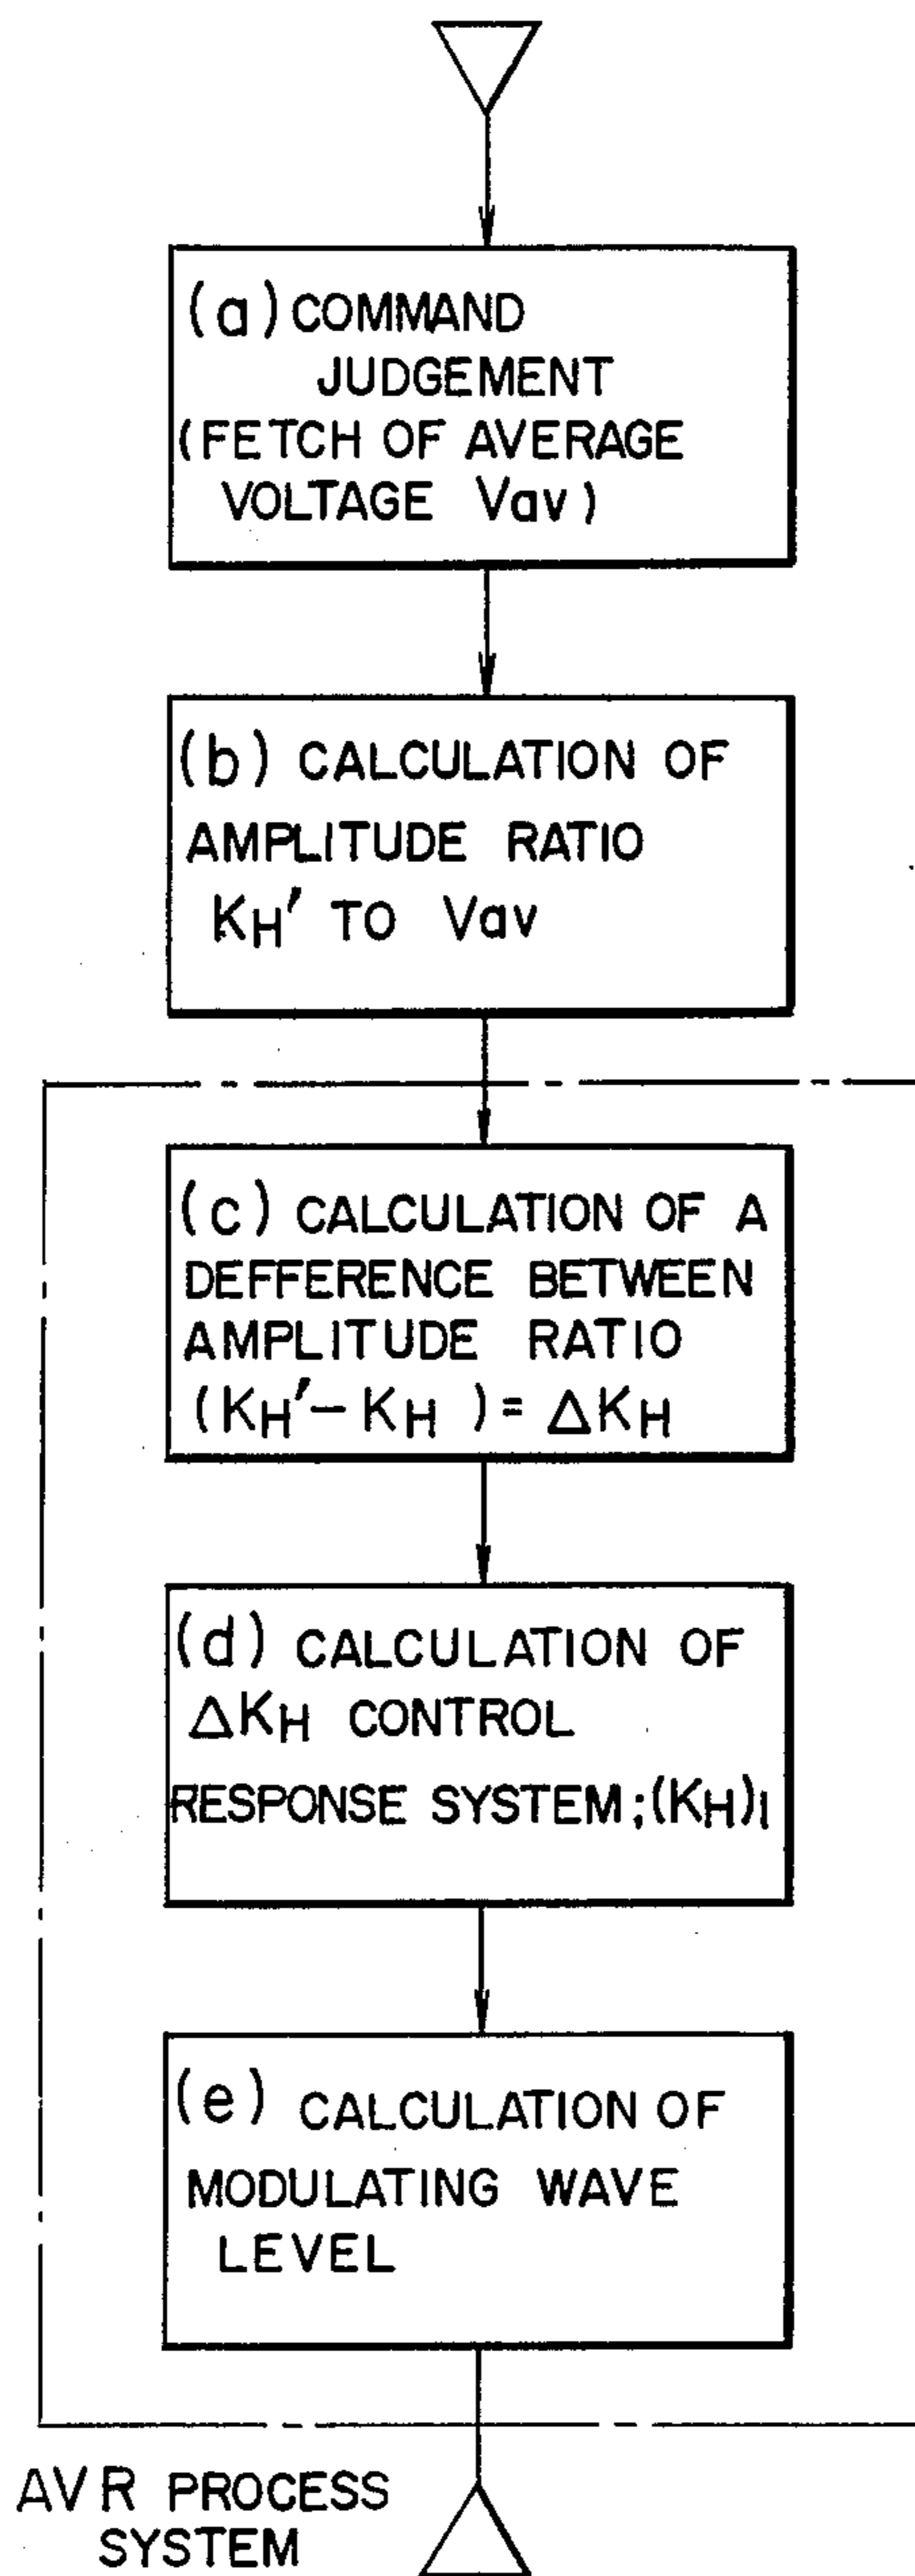 (a) COMMAND
JUDGEMENT
(FETCH OF AVERAGE
VOLTAGE Vav)
(b) CALCULATION OF
AMPLITUDE RATIO
KH' TO Vav
(c) CALCULATION OF A
DEFFERENCE BETWEEN
AMPLITUDE RATIO
(KH'-KH) = ΔKH
(d) CALCULATION OF
ΔKH CONTROL
RESPONSE SYSTEM;(KH)1
(e) CALCULATION OF
MODULATING WAVE
LEVEL
AVR PROCESS
SYSTEM